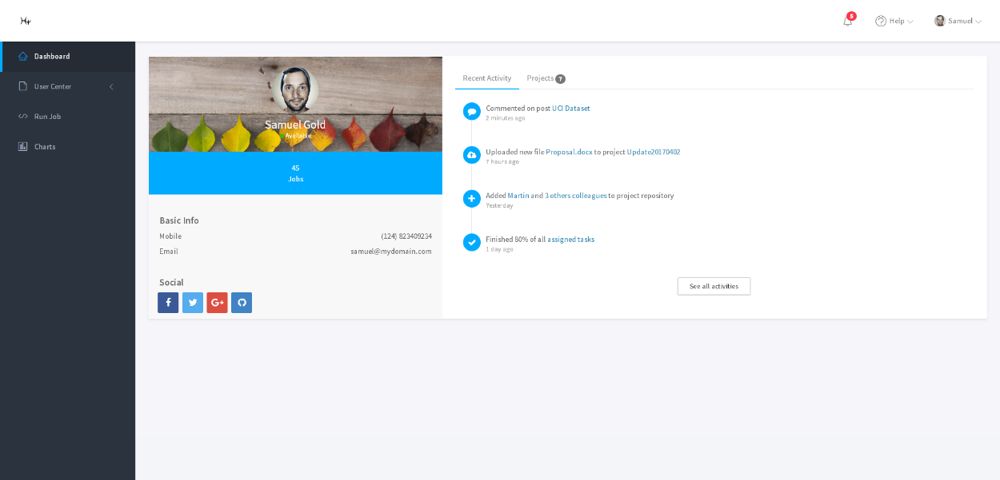 5
Help
Samuel
Dashboard
User Center
Run Job
Charts
Samuel Gold
Available
45
Jobs
Basic Info
Mobile (124) 823409234
Email samuel@mydomain.com
Social
Recent Activity Projects 7
Commented on post UCI Dataset
2 minutes ago
Uploaded new file Proposal.docx to project Update20170402
7 hours ago
Added Martin and 3 others colleagues to project repository
Yesterday
Finished 80% of all assigned tasks
1 day ago
See all activities